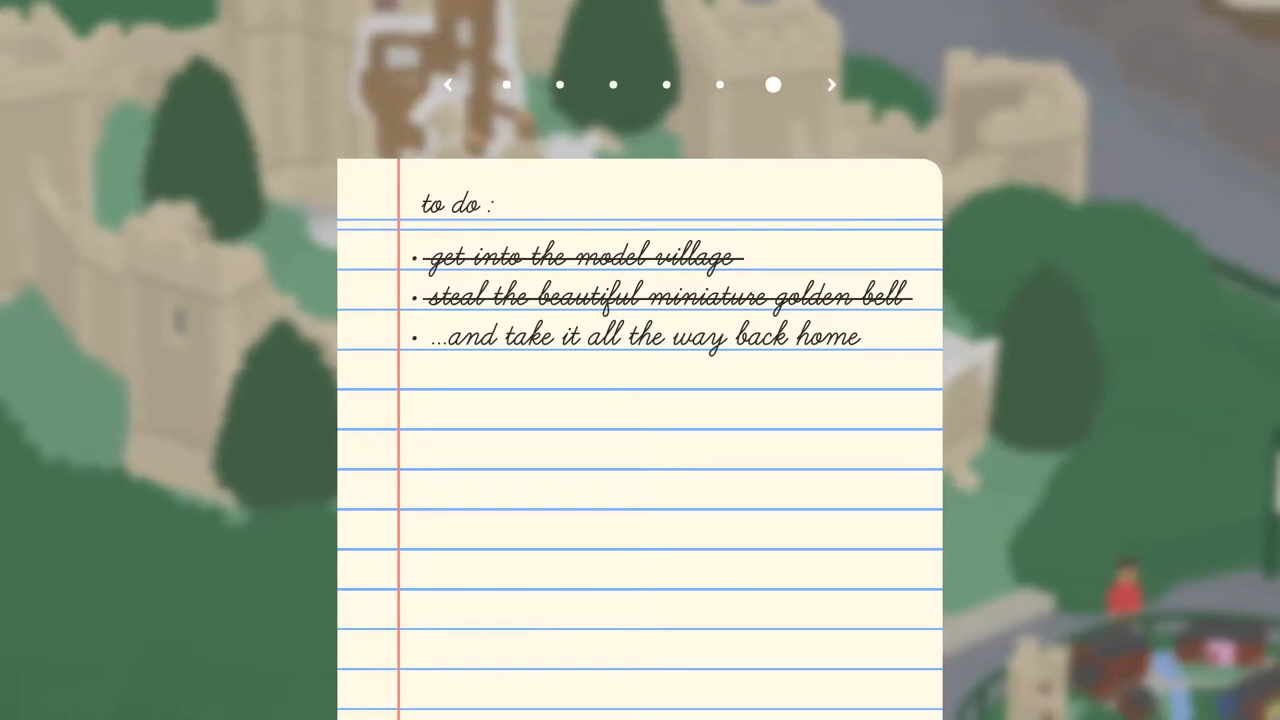 to do :
• get into the model village
• steal the beautiful miniature golden bell
• ...and take it all the way back home